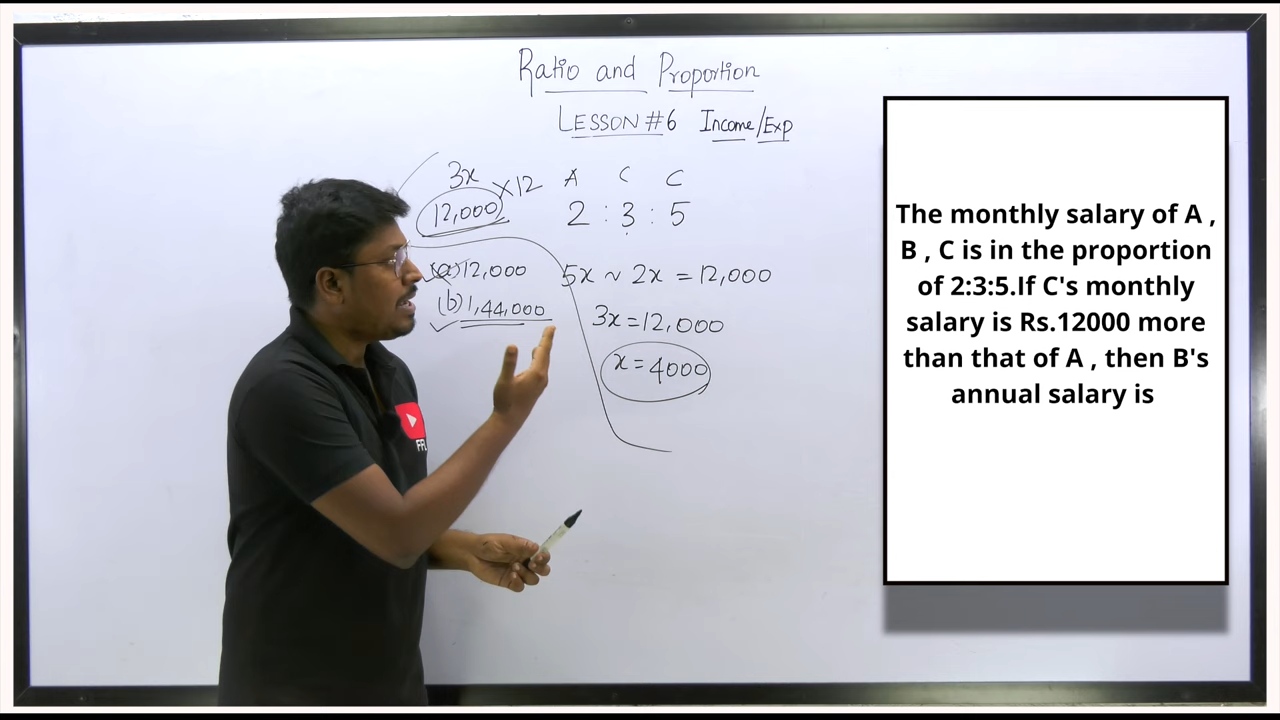 Ratio and Proportion
LESSON #6 Income/Exp
3x
12,000 ×12
A C C
2 : 3 : 5
(a) 12,000
(b) 1,44,000
5x ~ 2x = 12,000
3x = 12,000
x = 4000
The monthly salary of A ,
B , C is in the proportion
of 2:3:5.If C's monthly
salary is Rs.12000 more
than that of A , then B's
annual salary is